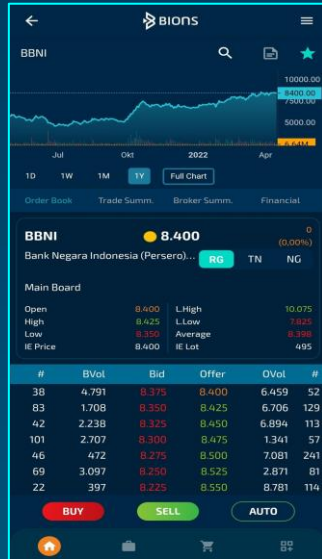 BIONS
BBNI
10000.00
8400.00
7500.00
5000.00
6.64M
Jul Okt 2022 Apr
1D 1W 1M 1Y Full Chart
Order Book Trade Summ. Broker Summ. Financial
BBNI 8.400 0
(0,00%)
Bank Negara Indonesia (Persero)... RG TN NG
Main Board
Open 8.400 L.High 10.075
High 8.425 L.Low 7.825
Low 8.350 Average 8.398
IE Price 8.400 IE Lot 495
# BVol Bid Offer OVol #
38 4.791 8.375 8.400 6.459 52
83 1.708 8.350 8.425 6.706 129
42 2.238 8.325 8.450 6.894 113
101 2.707 8.300 8.475 1.341 57
46 472 8.275 8.500 7.081 241
69 3.097 8.250 8.525 2.871 81
22 397 8.225 8.550 8.781 114
BUY SELL AUTO